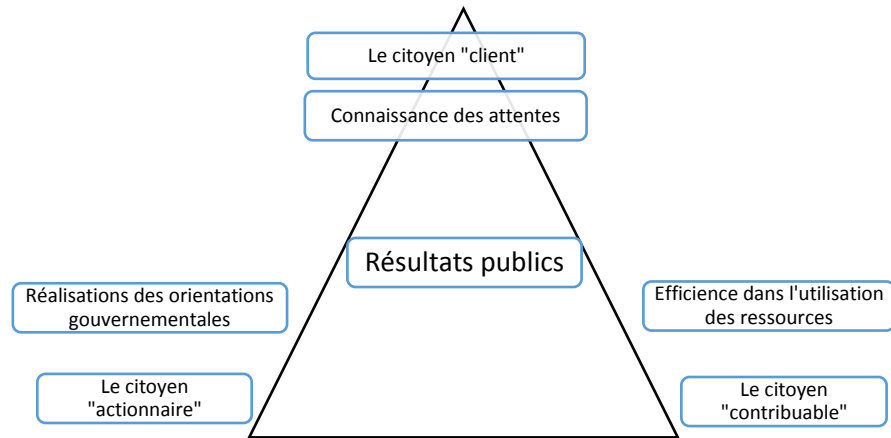 Le citoyen "client"
Connaissance des attentes
Résultats publics
Réalisations des orientations
gouvernementales
Efficience dans l'utilisation
des ressources
Le citoyen
"actionnaire"
Le citoyen
"contribuable"